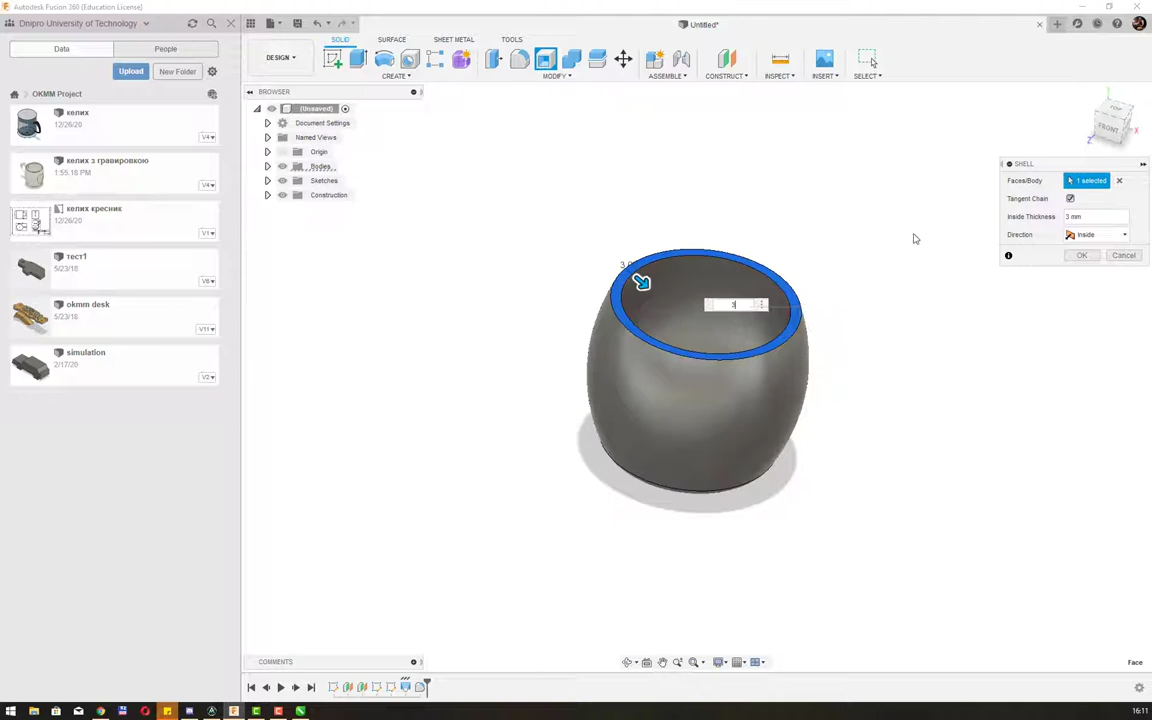 Autodesk Fusion 360 (Education License)
Dnipro University of Technology
Untitled*
Data
People
Upload
New Folder
OKMM Project
келих
12/26/20
V4
келих з гравировкою
1:55:18 PM
V4
келих кресник
12/26/20
V1
тест1
5/23/18
V6
okmm desk
5/23/18
V11
simulation
2/17/20
V2
DESIGN
SOLID
SURFACE
SHEET METAL
TOOLS
CREATE
MODIFY
ASSEMBLE
CONSTRUCT
INSPECT
INSERT
SELECT
BROWSER
(Unsaved)
Document Settings
Named Views
Origin
Bodies
Sketches
Construction
TOP
FRONT
X
Z
SHELL
Faces/Body
1 selected
Tangent Chain
Inside Thickness
3 mm
Direction
Inside
OK
Cancel
3
COMMENTS
Face
16:11